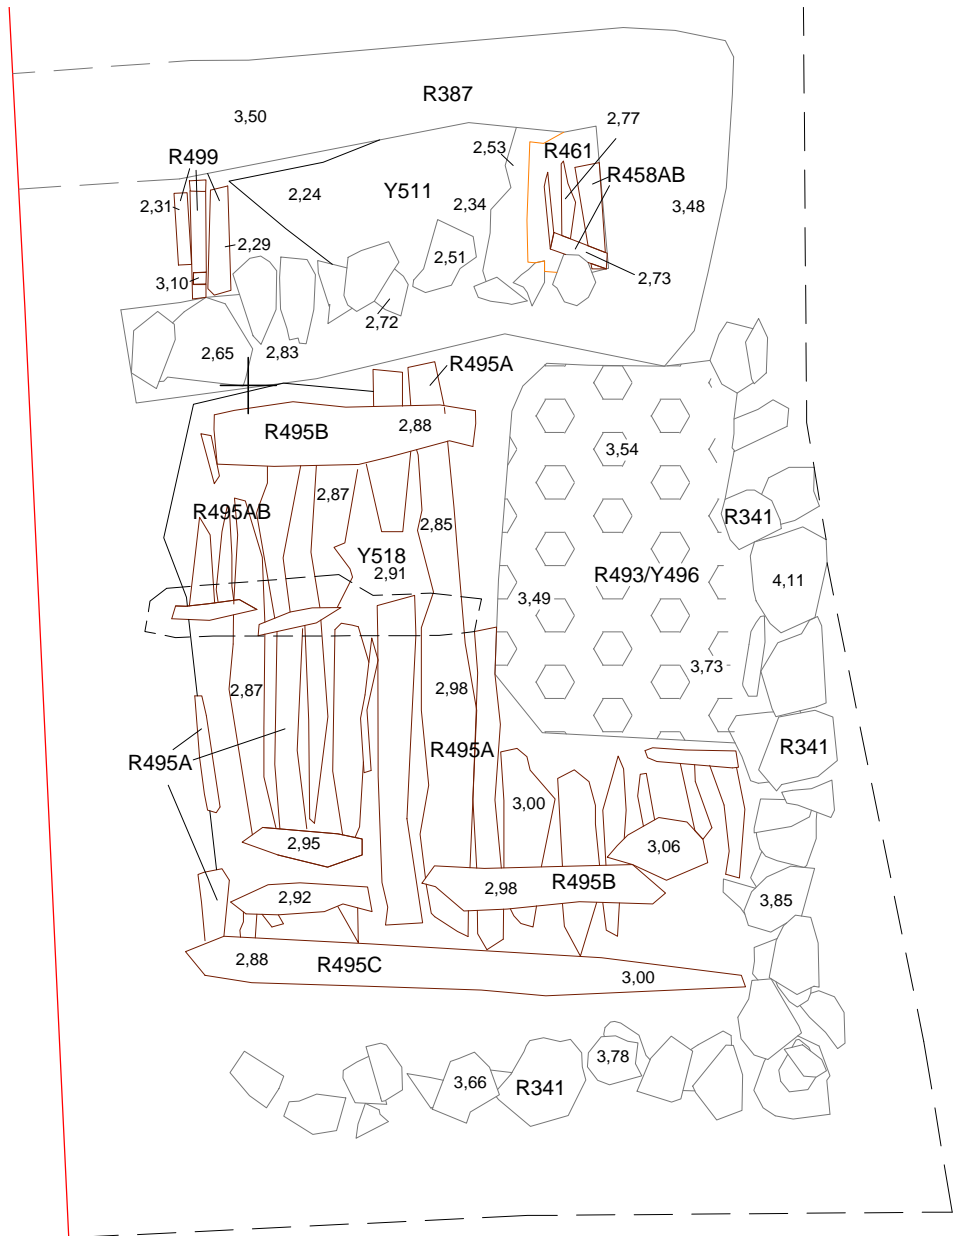 R387
3,50
2,77
2,53
R461
R499
R458AB
2,24
Y511
2,31
2,34
3,48
2,29
2,51
3,10
2,73
2,72
2,65
2,83
R495A
R495B
2,88
3,54
2,87
R495AB
2,85
R341
Y518
2,91
R493/Y496
4,11
3,49
3,73
2,87
2,98
R495A
R495A
R341
3,00
2,95
3,06
2,92
2,98
R495B
3,85
2,88
R495C
3,00
3,78
3,66
R341